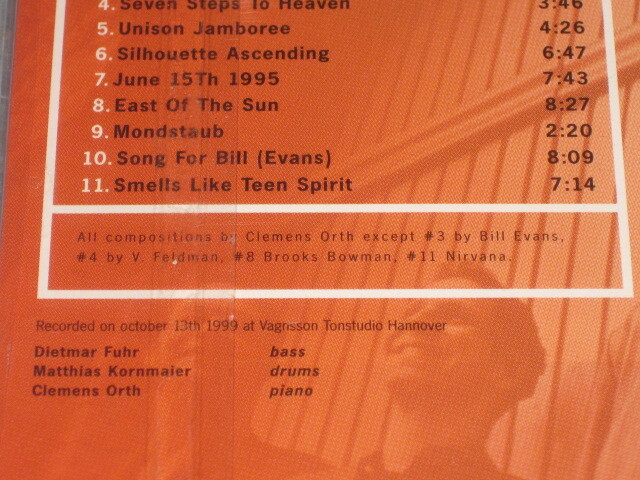 4. Seven Steps To Heaven 3:46
5. Unison Jamboree 4:26
6. Silhouette Ascending 6:47
7. June 15Th 1995 7:43
8. East Of The Sun 8:27
9. Mondstaub 2:20
10. Song For Bill (Evans) 8:09
11. Smells Like Teen Spirit 7:14
All compositions by Clemens Orth except #3 by Bill Evans,
#4 by V. Feldman, #8 Brooks Bowman, #11 Nirvana.
Recorded on october 13th 1999 at Vagnsson Tonstudio Hannover
Dietmar Fuhr bass
Matthias Kornmaier drums
Clemens Orth piano